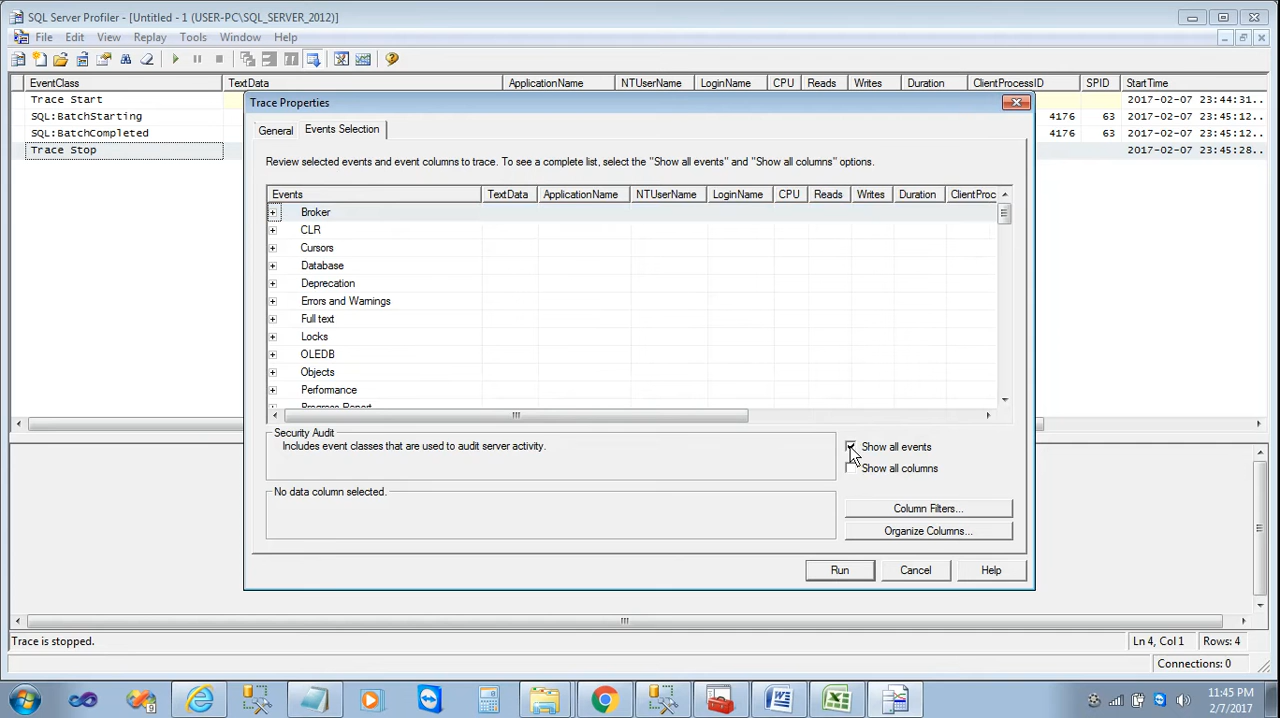 SQL Server Profiler - [Untitled - 1 (USER-PC\SQL_SERVER_2012)]
File Edit View Replay Tools Window Help
EventClass TextData ApplicationName NTUserName LoginName CPU Reads Writes Duration ClientProcessID SPID StartTime
Trace Start 2017-02-07 23:44:31..
SQL:BatchStarting 4176 63 2017-02-07 23:45:12..
SQL:BatchCompleted 4176 63 2017-02-07 23:45:12..
Trace Stop 2017-02-07 23:45:28..
Trace Properties
General Events Selection
Review selected events and event columns to trace. To see a complete list, select the "Show all events" and "Show all columns" options.
Events TextData ApplicationName NTUserName LoginName CPU Reads Writes Duration ClientProc
Broker
CLR
Cursors
Database
Deprecation
Errors and Warnings
Full text
Locks
OLEDB
Objects
Performance
Progress Report
Security Audit
Includes event classes that are used to audit server activity.
Show all events
Show all columns
No data column selected.
Column Filters...
Organize Columns...
Run Cancel Help
Trace is stopped.
Ln 4, Col 1 Rows: 4
Connections: 0
11:45 PM
2/7/2017